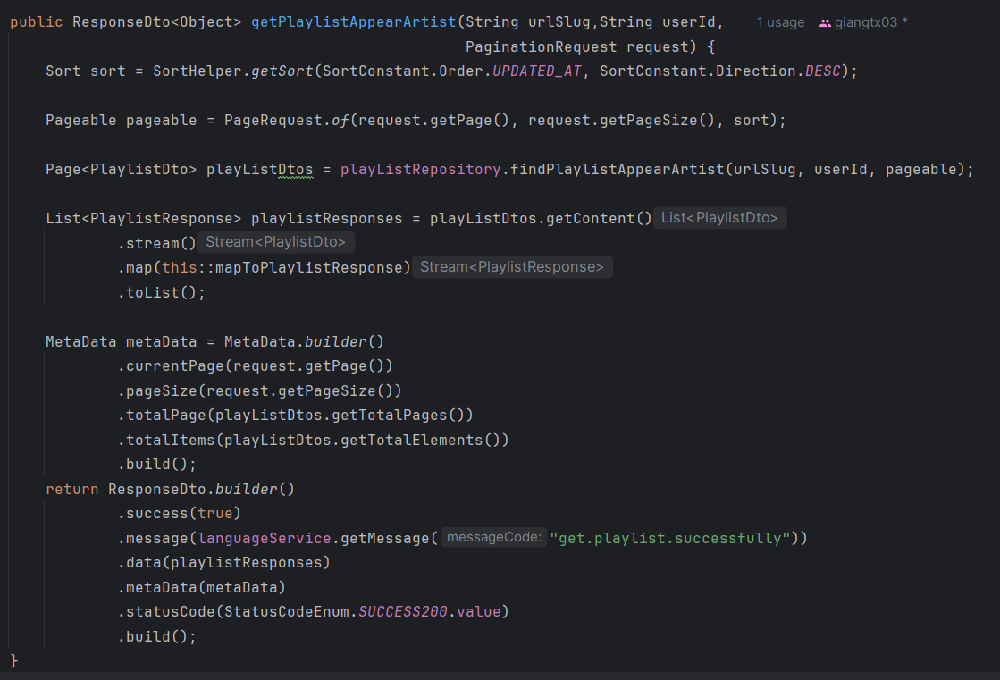 public ResponseDto<Object> getPlaylistAppearArtist(String urlSlug,String userId, 1 usage giangtx03 *
PaginationRequest request) {
Sort sort = SortHelper.getSort(SortConstant.Order.UPDATED_AT, SortConstant.Direction.DESC);
Pageable pageable = PageRequest.of(request.getPage(), request.getPageSize(), sort);
Page<PlaylistDto> playListDtos = playListRepository.findPlaylistAppearArtist(urlSlug, userId, pageable);
List<PlaylistResponse> playlistResponses = playListDtos.getContent() List<PlaylistDto>
.stream() Stream<PlaylistDto>
.map(this::mapToPlaylistResponse) Stream<PlaylistResponse>
.toList();
MetaData metaData = MetaData.builder()
.currentPage(request.getPage())
.pageSize(request.getPageSize())
.totalPage(playListDtos.getTotalPages())
.totalItems(playListDtos.getTotalElements())
.build();
return ResponseDto.builder()
.success(true)
.message(languageService.getMessage( messageCode: "get.playlist.successfully"))
.data(playlistResponses)
.metaData(metaData)
.statusCode(StatusCodeEnum.SUCCESS200.value)
.build();
}